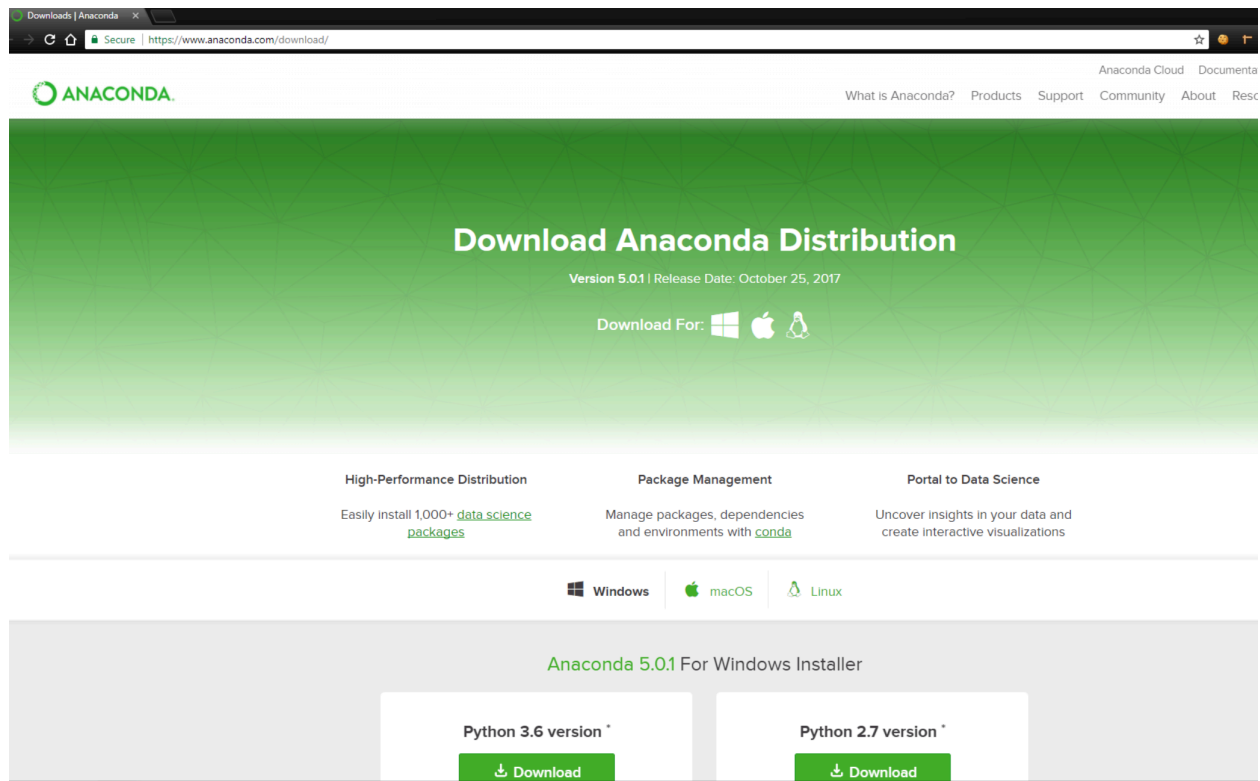 Downloads | Anaconda
Secure | https://www.anaconda.com/download/
Anaconda Cloud Documenta
ANACONDA.
What is Anaconda? Products Support Community About Reso
Download Anaconda Distribution
Version 5.0.1 | Release Date: October 25, 2017
Download For:
High-Performance Distribution
Easily install 1,000+ data science
packages
Package Management
Manage packages, dependencies
and environments with conda
Portal to Data Science
Uncover insights in your data and
create interactive visualizations
Windows macOS Linux
Anaconda 5.0.1 For Windows Installer
Python 3.6 version *
Download
Python 2.7 version *
Download